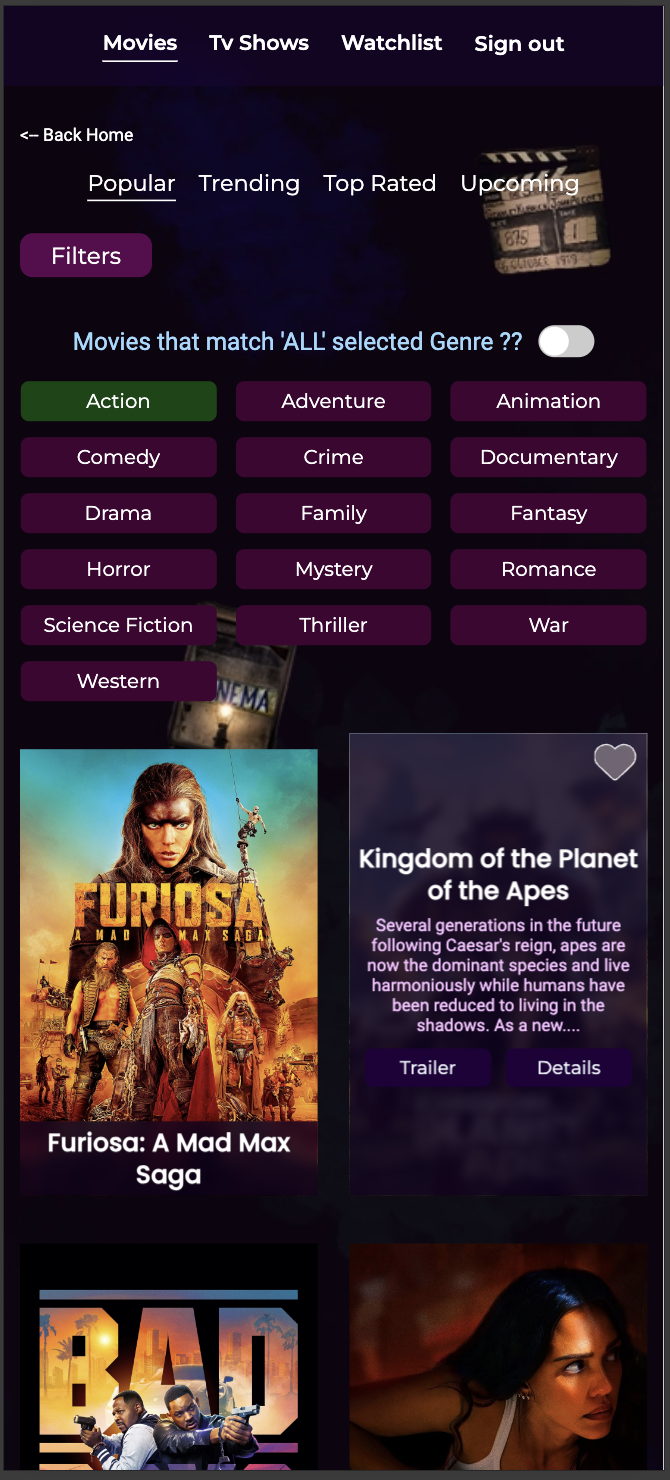 Movies Tv Shows Watchlist Sign out
<-- Back Home
Popular Trending Top Rated Upcoming
875 1
Filters
Movies that match 'ALL' selected Genre ??
Action Adventure Animation
Comedy Crime Documentary
Drama Family Fantasy
Horror Mystery Romance
Science Fiction Thriller War
Western
NEMA
FURIOSA
A MAD MAX SAGA
Furiosa: A Mad Max
Saga
Kingdom of the Planet
of the Apes
Several generations in the future
following Caesar's reign, apes are
now the dominant species and live
harmoniously while humans have
been reduced to living in the
shadows. As a new....
Trailer Details
BAD